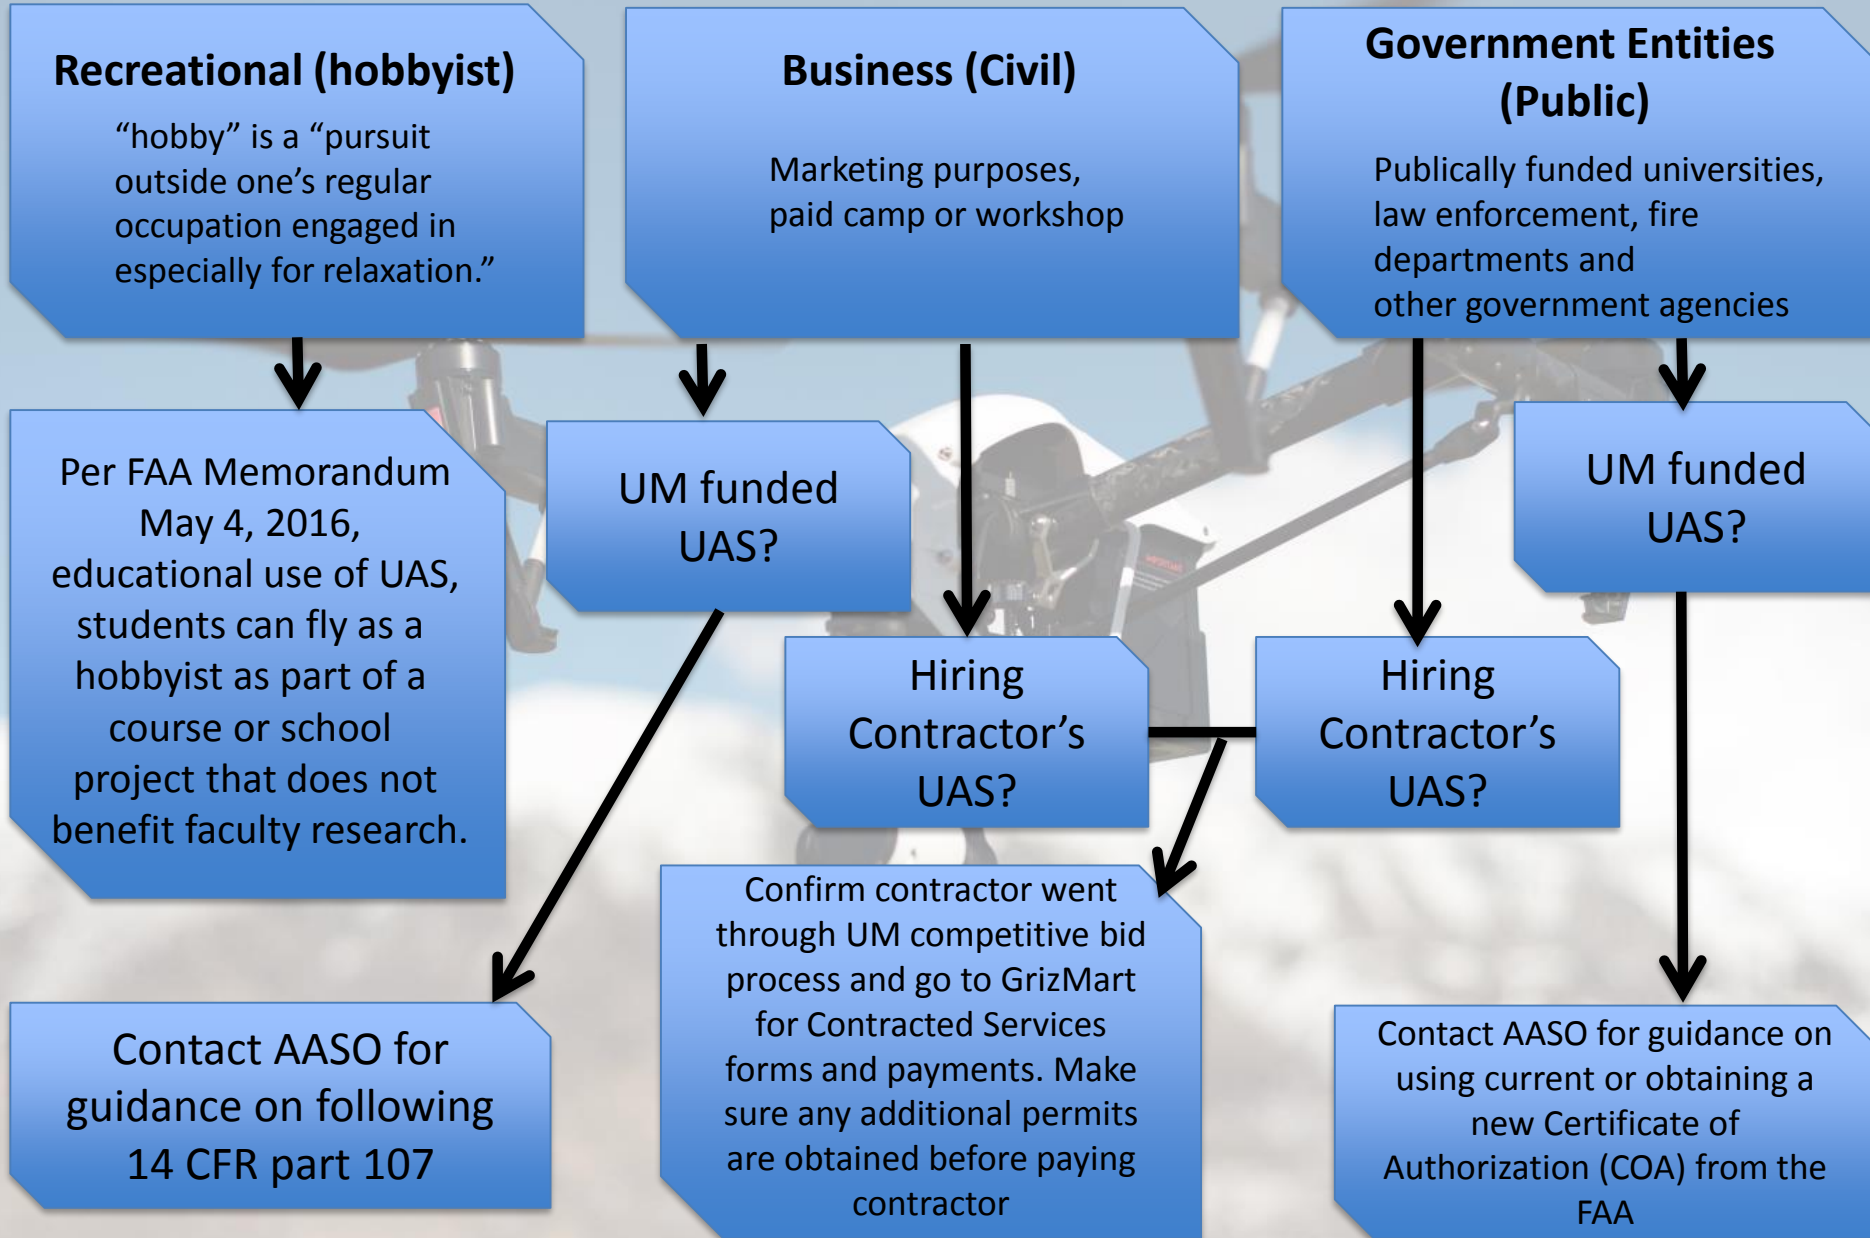 Recreational (hobbyist)
“hobby” is a “pursuit
outside one’s regular
occupation engaged in
especially for relaxation.”
Business (Civil)
Marketing purposes,
paid camp or workshop
Government Entities
(Public)
Publically funded universities,
law enforcement, fire
departments and
other government agencies
Per FAA Memorandum
May 4, 2016,
educational use of UAS,
students can fly as a
hobbyist as part of a
course or school
project that does not
benefit faculty research.
UM funded
UAS?
UM funded
UAS?
Hiring
Contractor’s
UAS?
Hiring
Contractor’s
UAS?
Contact AASO for
guidance on following
14 CFR part 107
Confirm contractor went
through UM competitive bid
process and go to GrizMart
for Contracted Services
forms and payments. Make
sure any additional permits
are obtained before paying
contractor
Contact AASO for guidance on
using current or obtaining a
new Certificate of
Authorization (COA) from the
FAA